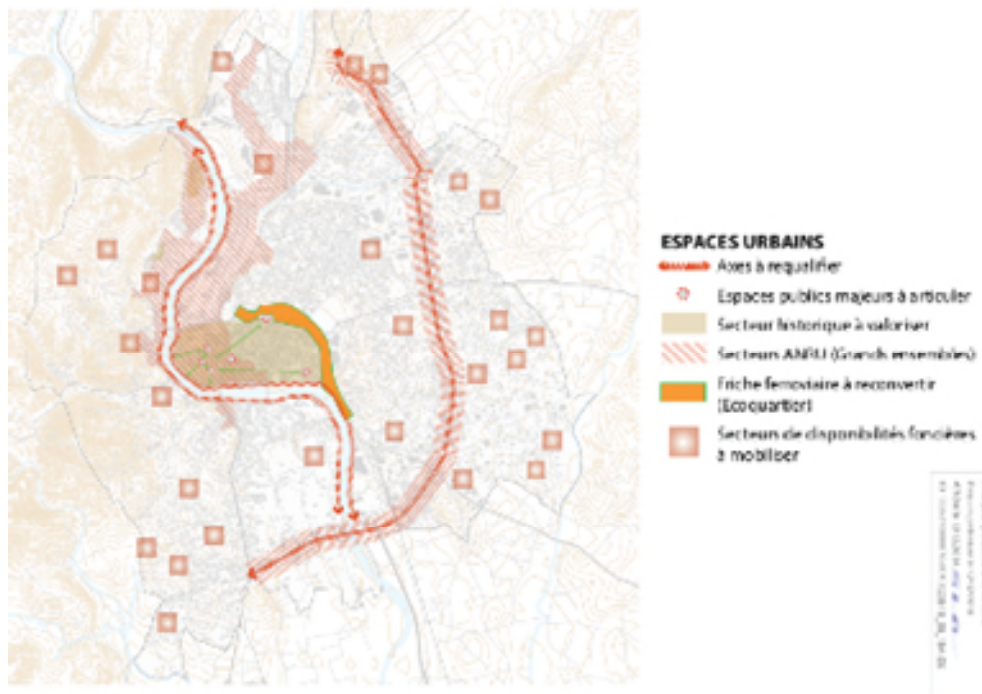 ESPACES URBAINS
Axes à requalifier
Espaces publics majeurs à articuler
Secteur historique à valoriser
Secteurs ANRU (Grands ensembles)
Friche ferroviaire à reconvertir
(Ecoquartier)
Secteurs de disponibilités foncières
à mobiliser